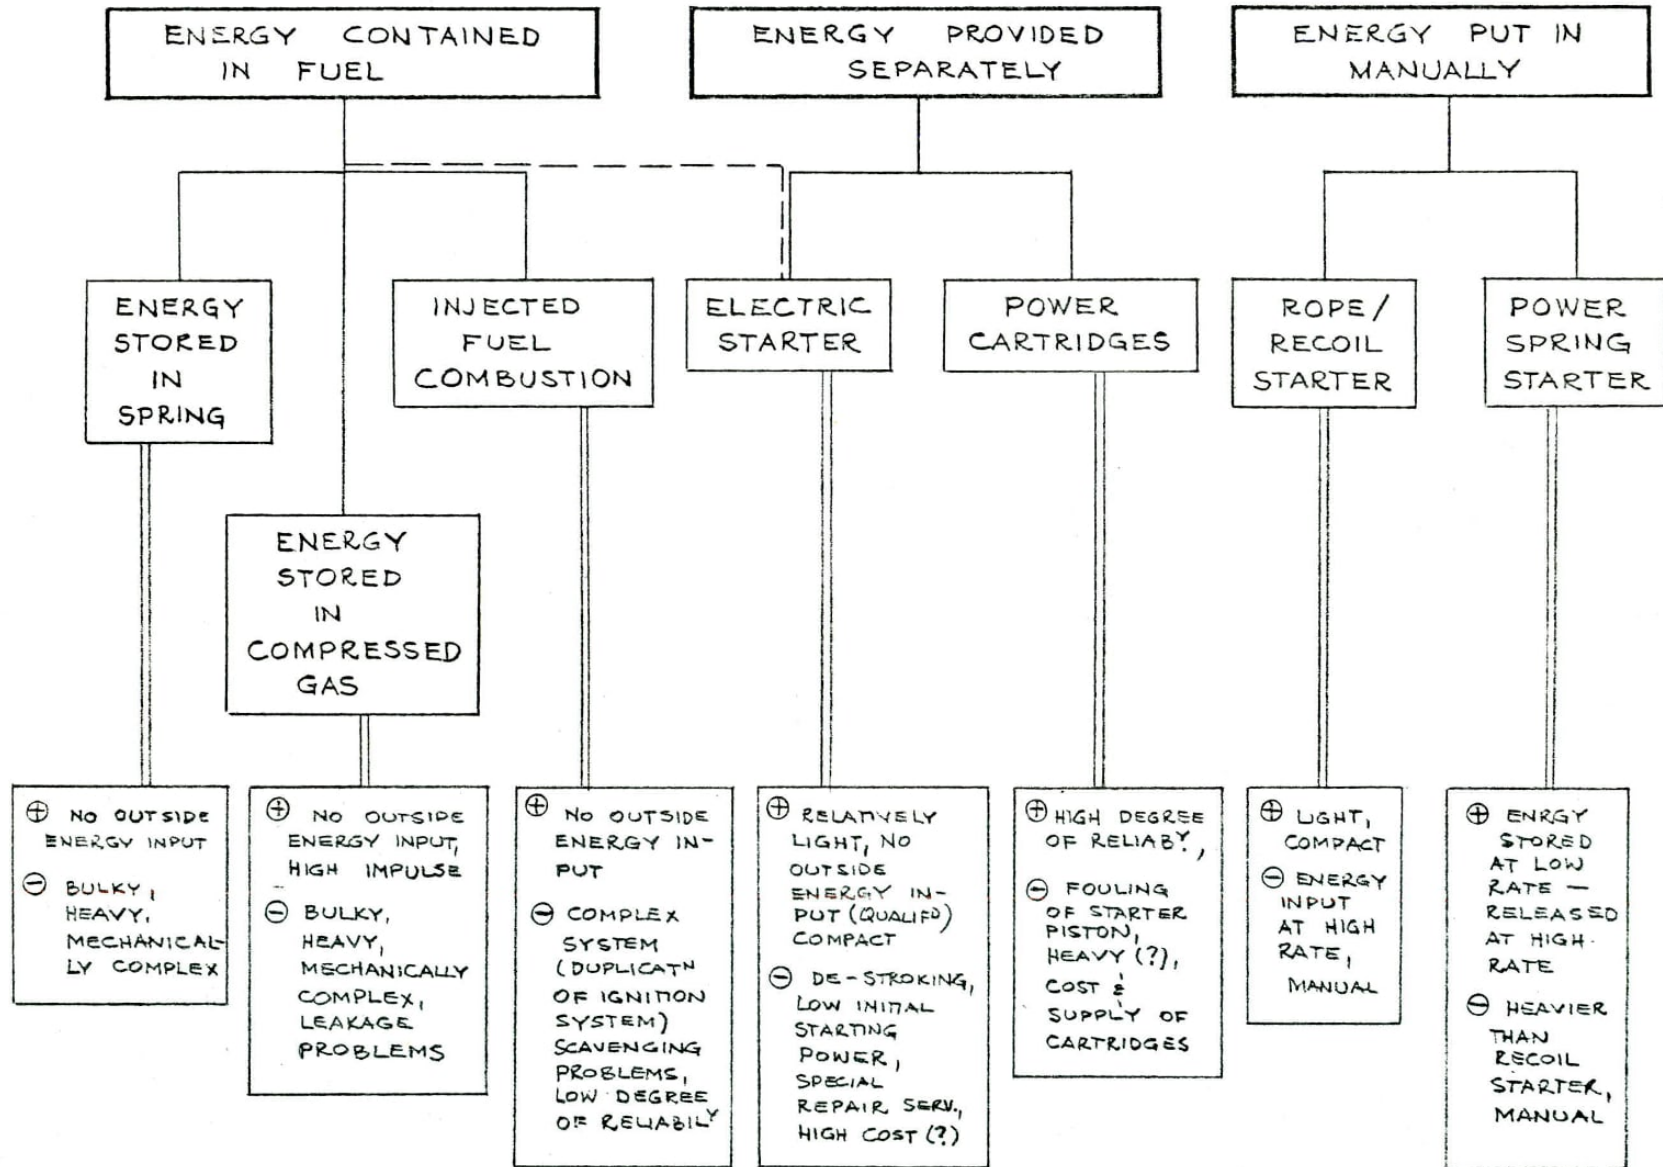 ENERGY CONTAINED
IN FUEL
ENERGY PROVIDED
SEPARATELY
ENERGY PUT IN
MANUALLY
ENERGY
STORED
IN
SPRING
INJECTED
FUEL
COMBUSTION
ELECTRIC
STARTER
POWER
CARTRIDGES
ROPE/
RECOIL
STARTER
POWER
SPRING
STARTER
ENERGY
STORED
IN
COMPRESSED
GAS
⊕ NO OUTSIDE
ENERGY INPUT
⊖ BULKY,
HEAVY,
MECHANICAL-
LY COMPLEX
⊕ NO OUTSIDE
ENERGY INPUT,
HIGH IMPULSE
⊖ BULKY,
HEAVY,
MECHANICALLY
COMPLEX,
LEAKAGE
PROBLEMS
⊕ NO OUTSIDE
ENERGY IN-
PUT
⊖ COMPLEX
SYSTEM
(DUPLICATN
OF IGNITION
SYSTEM)
SCAVENGING
PROBLEMS,
LOW DEGREE
OF RELIABILY
⊕ RELATIVELY
LIGHT, NO
OUTSIDE
ENERGY IN-
PUT (QUALIFD)
COMPACT
⊖ DE-STROKING,
LOW INITIAL
STARTING
POWER,
SPECIAL
REPAIR SERV.,
HIGH COST (?)
⊕ HIGH DEGREE
OF RELIABY.,
⊖ FOULING
OF STARTER
PISTON,
HEAVY (?),
COST &
SUPPLY OF
CARTRIDGES
⊕ LIGHT,
COMPACT
⊖ ENERGY
INPUT
AT HIGH
RATE,
MANUAL
⊕ ENRGY
STORED
AT LOW
RATE —
RELEASED
AT HIGH
RATE
⊖ HEAVIER
THAN
RECOIL
STARTER,
MANUAL